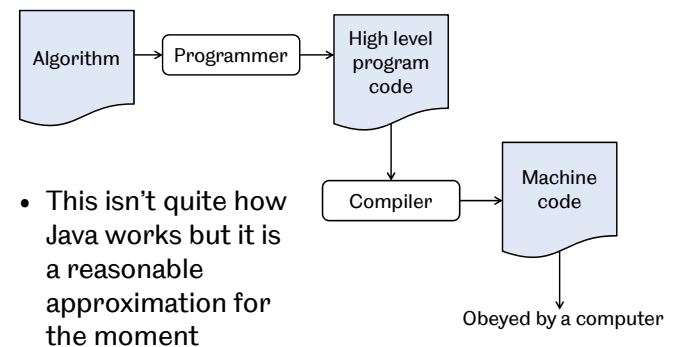 Algorithm
Programmer
High level
program
code
Compiler
Machine
code
Obeyed by a computer
• This isn't quite how
Java works but it is
a reasonable
approximation for
the moment